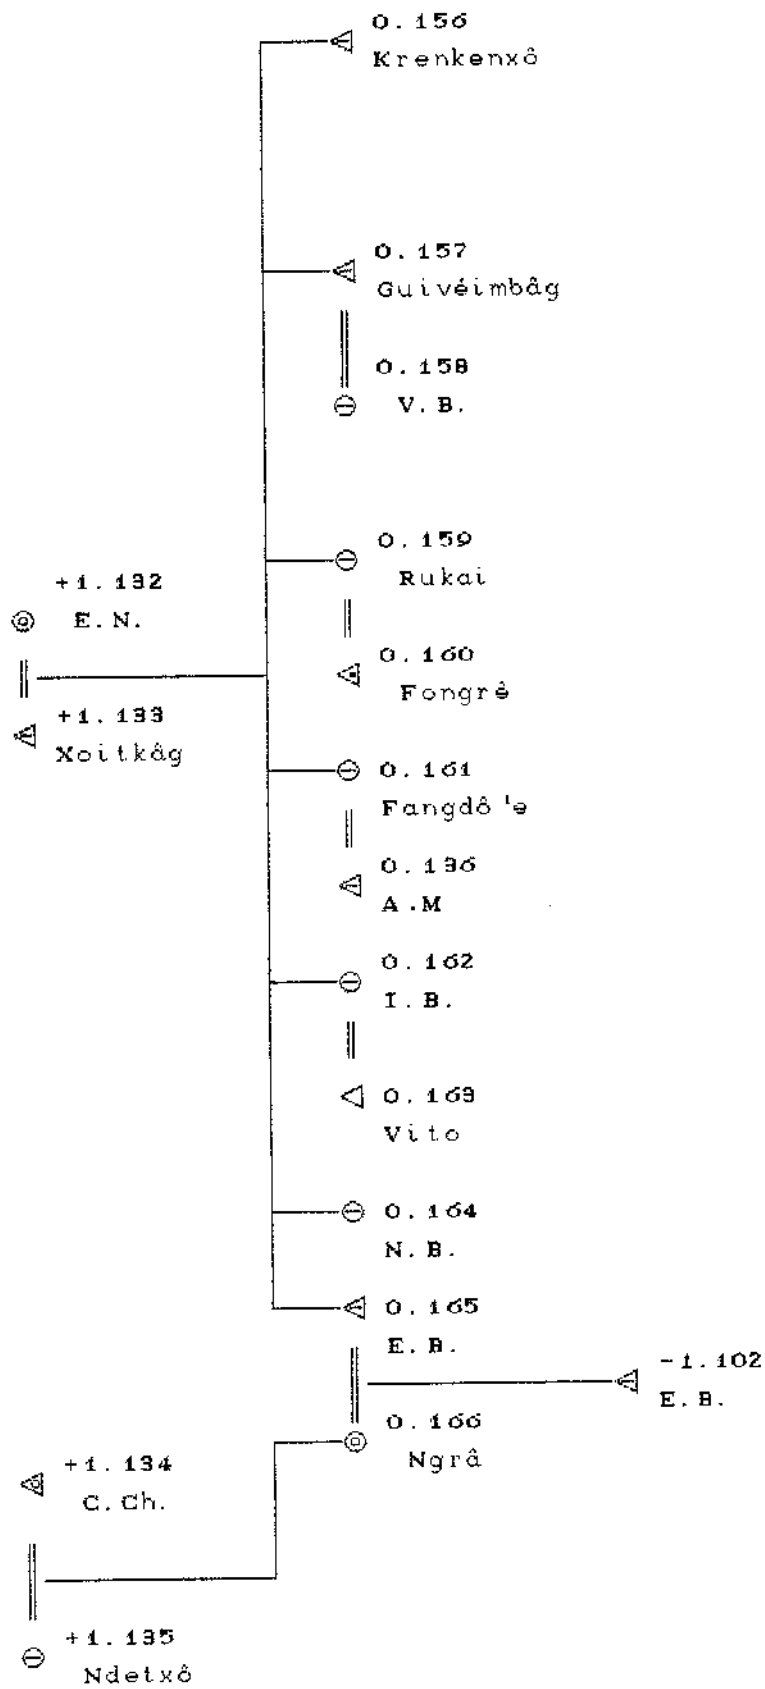 0.156
Krenkenxô
0.157
Guivéimbâg
0.158
V.B.
0.159
Rukai
+1.132
E.N.
0.160
Fongrê
+1.133
Xoitkâg
0.161
Fangdô'e
0.136
A.M
0.162
I.B.
0.163
Vito
0.164
N.B.
0.165
E.B.
-1.102
E.B.
0.166
Ngrâ
+1.134
C.Ch.
+1.135
Ndetxô